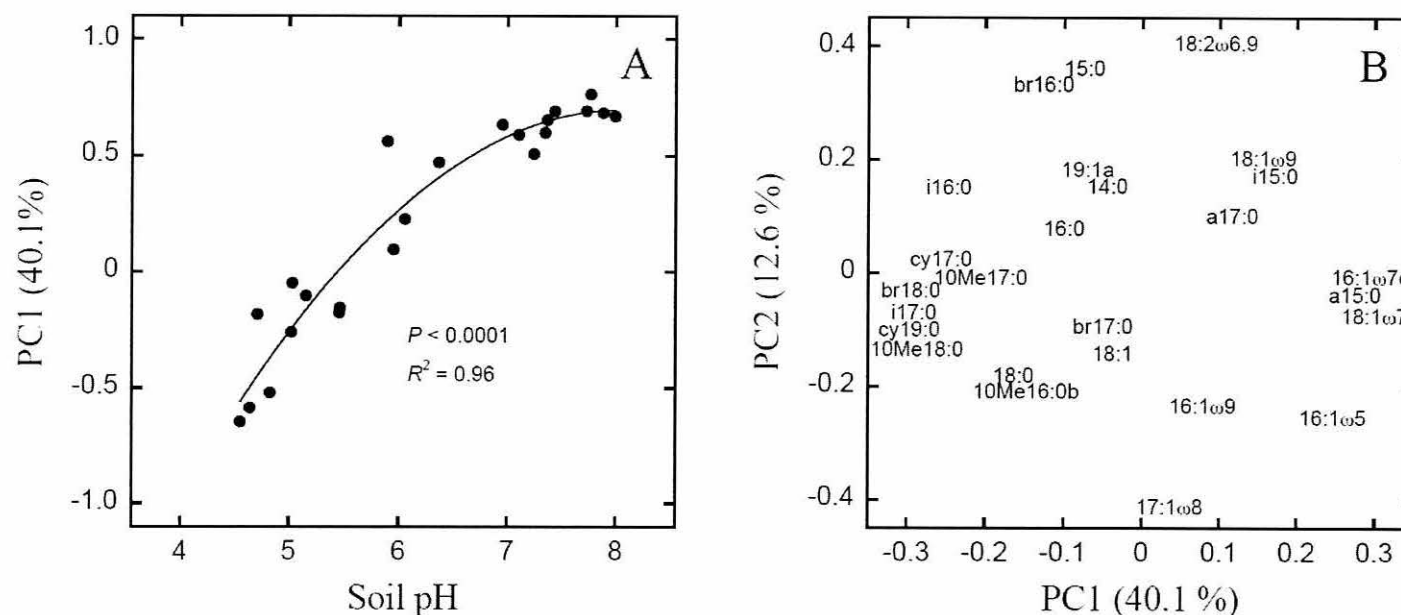 A
1.0
0.5
0
-0.5
-1.0
PC1 (40.1%)
P < 0.0001
R² = 0.96
4 5 6 7 8
Soil pH
B
0.4
0.2
0
-0.2
-0.4
PC2 (12.6 %)
18:2ω6,9
15:0
br16:0
18:1ω9
19:1a
i15:0
i16:0
14:0
a17:0
16:0
cy17:0
10Me17:0
16:1ω7
br18:0
a15:0
i17:0
18:1ω7
cy19:0
br17:0
10Me18:0
18:1
18:0
10Me16:0b
16:1ω9
16:1ω5
17:1ω8
-0.3 -0.2 -0.1 0 0.1 0.2 0.3
PC1 (40.1 %)